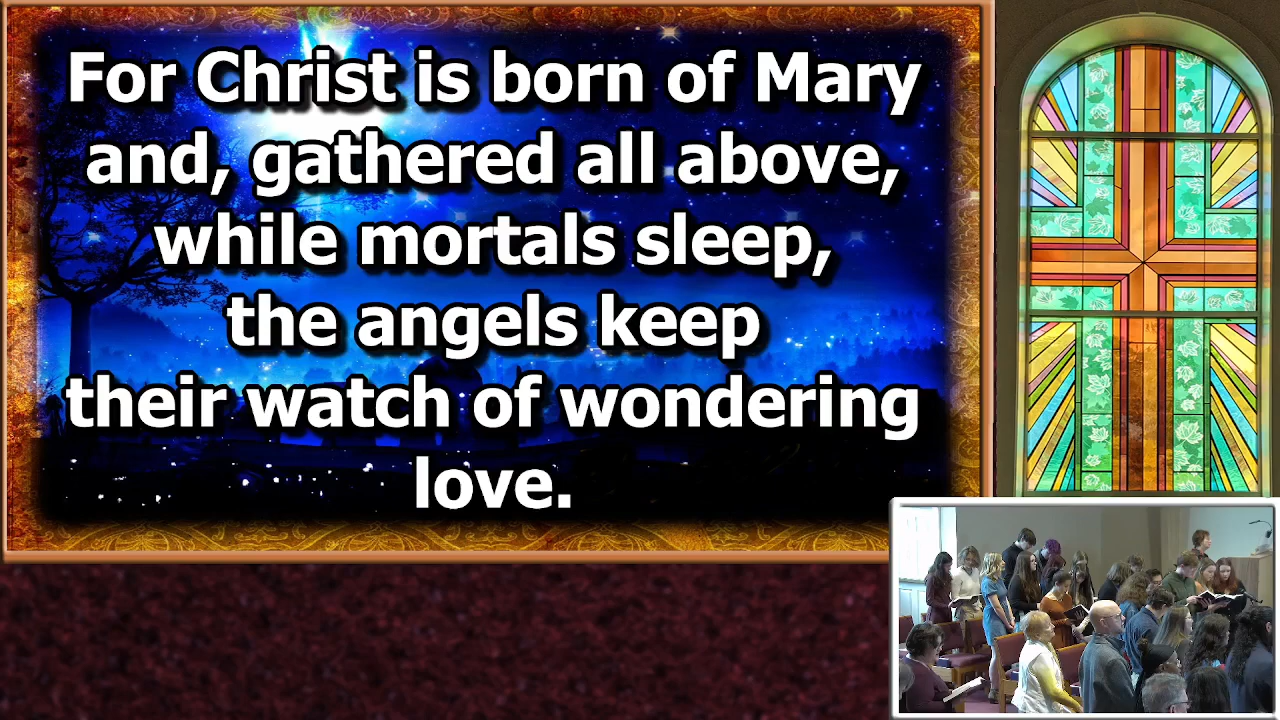 For Christ is born of Mary
and, gathered all above,
while mortals sleep,
the angels keep
their watch of wondering
love.